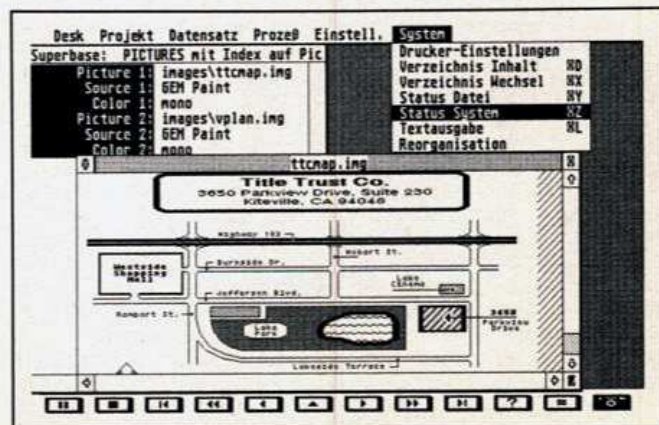 Desk Projekt Datensatz Prozeß Einstell. System
Superbase: PICTURES mit Index auf Pic
Picture 1: images\ttcmap.img
Source 1: GEM Paint
Color 1: mono
Picture 2: images\vplan.img
Source 2: GEM Paint
Color 2: mono
Drucker-Einstellungen
Verzeichnis Inhalt ⌘D
Verzeichnis Wechsel ⌘X
Status Datei ⌘Y
Status System ⌘Z
Textausgabe ⌘L
Reorganisation
ttcmap.img
Title Trust Co.
3650 Parkview Drive, Suite 230
Kiteville, CA 94046
Highway 103
Hobart St.
Westside
Shopping
Mall
Burnside Dr.
Lake
Cinema
Jefferson Blvd.
Rampart St.
Lake
Park
3650
Parkview
Drive
Lakeside Terrace
?
=